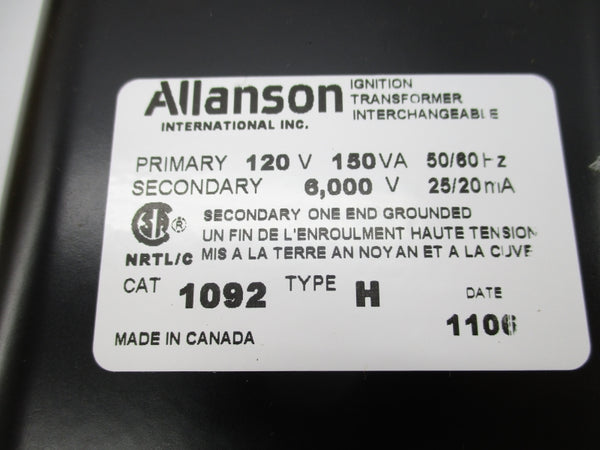 Allanson
INTERNATIONAL INC.
IGNITION
TRANSFORMER
INTERCHANGEABLE
PRIMARY 120 V 150 VA 50/60 Hz
SECONDARY 6,000 V 25/20 mA
SECONDARY ONE END GROUNDED
UN FIN DE L'ENROULMENT HAUTE TENSION
MIS A LA TERRE AN NOYAN ET A LA CUVE
NRTL/C
CAT 1092 TYPE H
DATE
1106
MADE IN CANADA